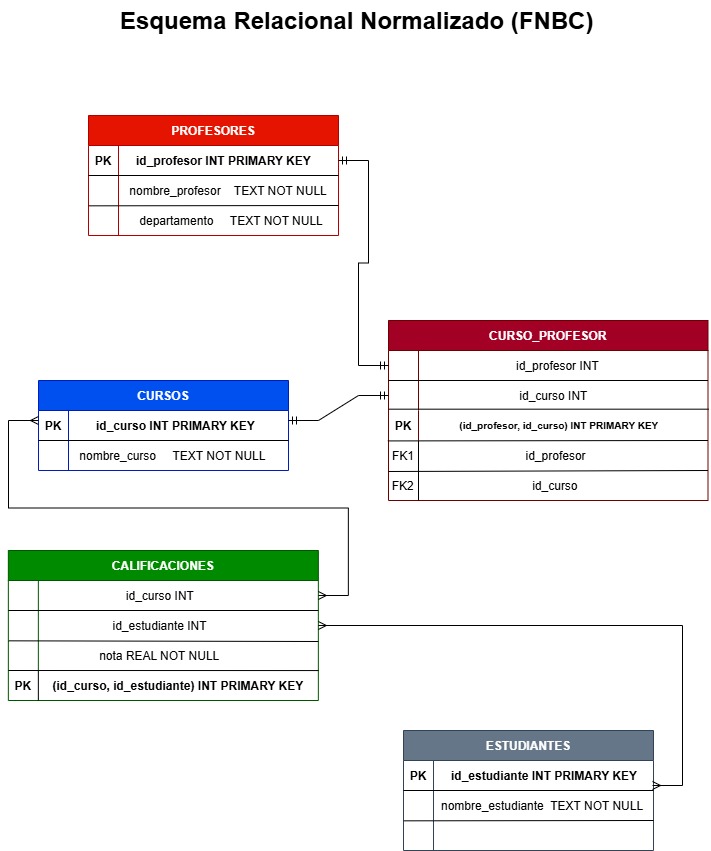 Esquema Relacional Normalizado (FNBC)
PROFESORES
PK id_profesor INT PRIMARY KEY
nombre_profesor TEXT NOT NULL
departamento TEXT NOT NULL
CURSO_PROFESOR
id_profesor INT
id_curso INT
PK (id_profesor, id_curso) INT PRIMARY KEY
FK1 id_profesor
FK2 id_curso
CURSOS
PK id_curso INT PRIMARY KEY
nombre_curso TEXT NOT NULL
CALIFICACIONES
id_curso INT
id_estudiante INT
nota REAL NOT NULL
PK (id_curso, id_estudiante) INT PRIMARY KEY
ESTUDIANTES
PK id_estudiante INT PRIMARY KEY
nombre_estudiante TEXT NOT NULL